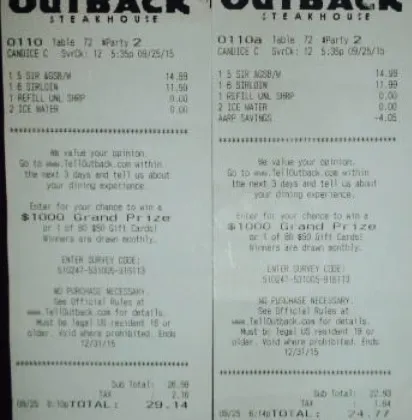 OUTBACK
STEAKHOUSE
0110 Table 72 #Party 2
CANDICE C SvrCk: 12 5:35p 09/25/15
1 5 SIR &GSB/W 14.99
1 6 SIRLOIN 11.99
1 REFILL UNL SHRP 0.00
2 ICE WATER 0.00
We value your opinion.
Go to www.TellOutback.com within
the next 3 days and tell us about
your dining experience.
Enter for your chance to win a
$1000 Grand Prize
or 1 of 80 $50 Gift Cards!
Winners are drawn monthly.
ENTER SURVEY CODE:
NO PURCHASE NECESSARY.
See Official Rules at
www.TellOutback.com for details.
Must be legal US resident 18 or
older. Void where prohibited. Ends
12/31/15
Sub Total: 26.98
TAX 2.16
09/25 6:10p TOTAL: 29.14
OUTBACK
STEAKHOUSE
0110a Table 72 #Party 2
CANDICE C SvrCk: 12 5:35p 09/25/15
1 5 SIR &GSB/W 14.99
1 6 SIRLOIN 11.99
1 REFILL UNL SHRP 0.00
2 ICE WATER 0.00
AARP SAVINGS -4.05
We value your opinion.
Go to www.TellOutback.com within
the next 3 days and tell us about
your dining experience.
Enter for your chance to win a
$1000 Grand Prize
or 1 of 80 $50 Gift Cards!
Winners are drawn monthly.
ENTER SURVEY CODE:
NO PURCHASE NECESSARY.
See Official Rules at
www.TellOutback.com for details.
Must be legal US resident 18 or
older. Void where prohibited. Ends
12/31/15
Sub Total: 22.93
TAX 1.84
09/25 6:14p TOTAL: 24.77